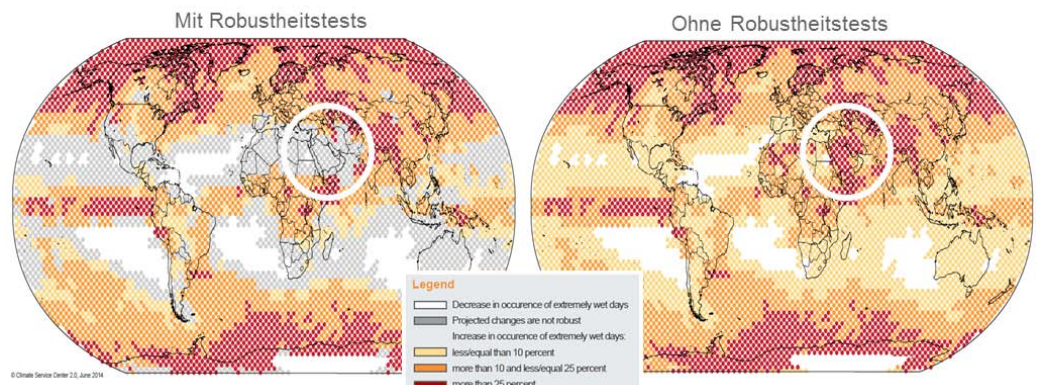 Mit Robustheitstests
Ohne Robustheitstests
Legend
Decrease in occurence of extremely wet days
Projected changes are not robust
Increase in occurence of extremely wet days:
less/equal than 10 percent
more than 10 and less/equal 25 percent
more than 25 percent
© Climate Service Center 2.0, June 2014